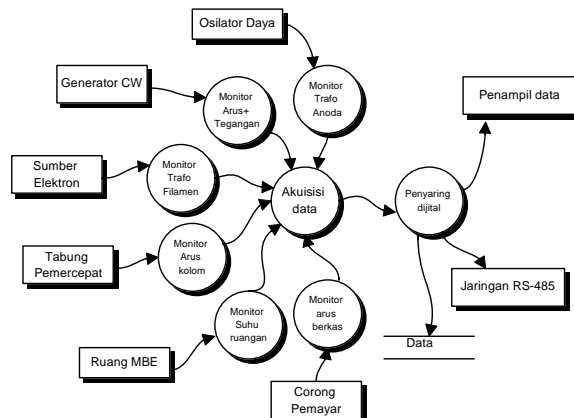 Osilator Daya
Generator CW
Monitor
Arus+
Tegangan
Monitor
Trafo
Anoda
Penampil data
Sumber
Elektron
Monitor
Trafo
Filamen
Akuisisi
data
Penyaring
dijital
Tabung
Pemercepat
Monitor
Arus
kolom
Jaringan RS-485
Monitor
Suhu
ruangan
Monitor
arus
berkas
Data
Ruang MBE
Corong
Pemayar